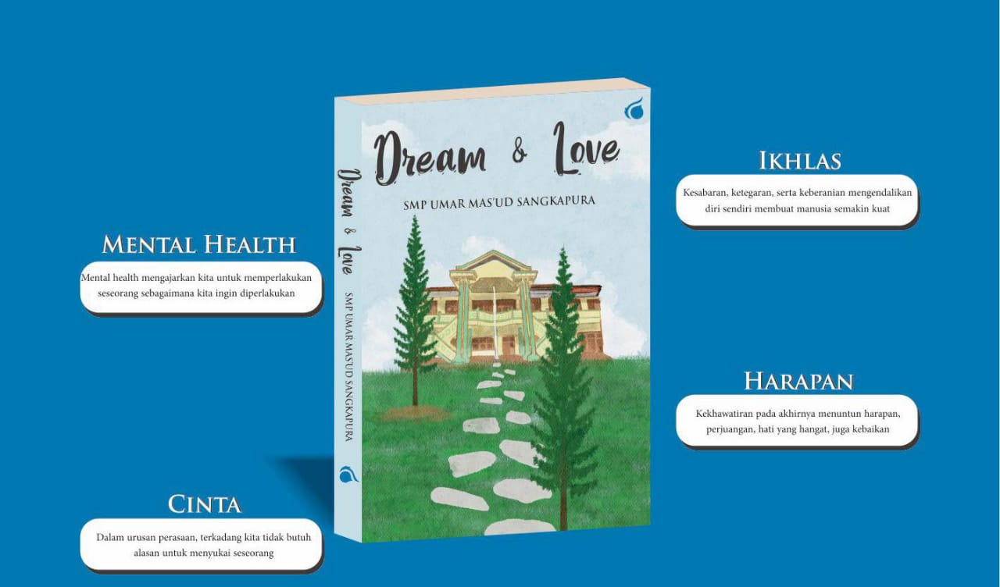 Dream & Love
SMP UMAR MAS'UD SANGKAPURA
Dream & Love SMP UMAR MAS'UD SANGKAPURA
MENTAL HEALTH
Mental health mengajarkan kita untuk memperlakukan
seseorang sebagaimana kita ingin diperlakukan
CINTA
Dalam urusan perasaan, terkadang kita tidak butuh
alasan untuk menyukai seseorang
IKHLAS
Kesabaran, ketegaran, serta keberanian mengendalikan
diri sendiri membuat manusia semakin kuat
HARAPAN
Kekhawatiran pada akhirnya menuntun harapan,
perjuangan, hati yang hangat, juga kebaikan